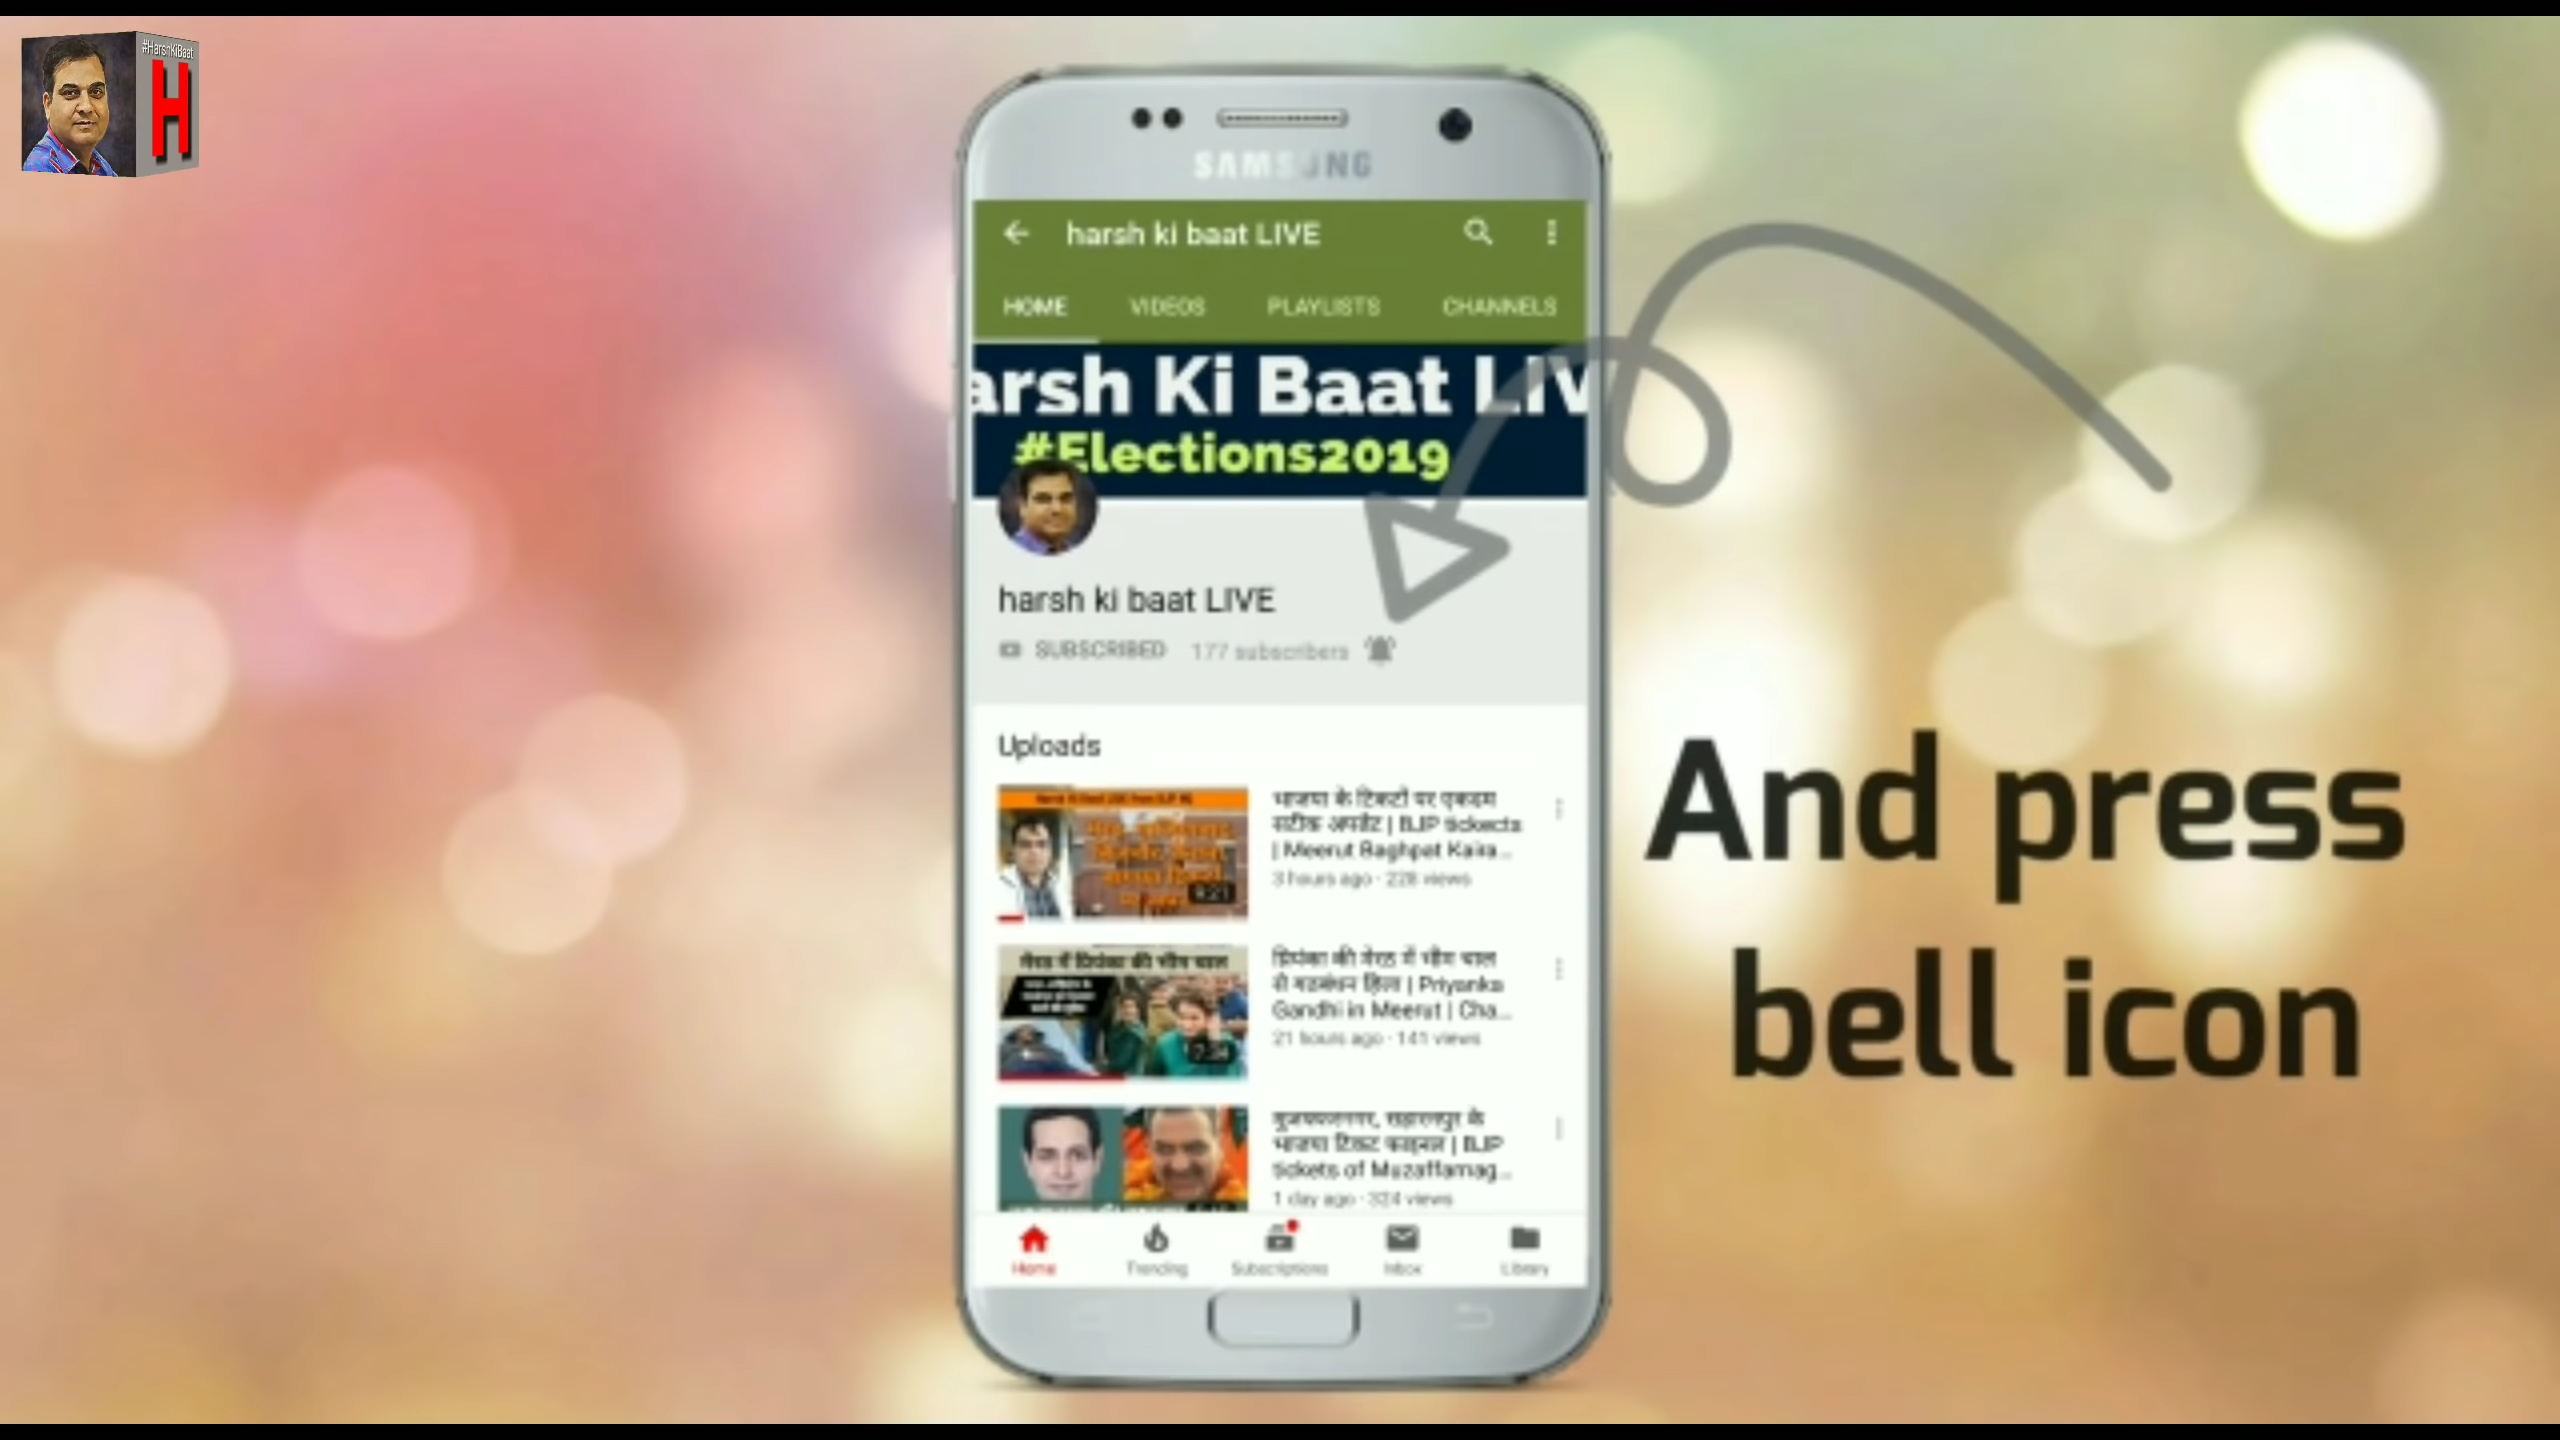 #HarshKiBaat
H
SAMSUNG
harsh ki baat LIVE
HOME VIDEOS PLAYLISTS CHANNELS
arsh Ki Baat LIV
#Elections2019
harsh ki baat LIVE
SUBSCRIBED 177 subscribers
Uploads
भाजपा के टिकटों पर एकदम
सटीक अपडेट | BJP tickects
| Meerut Baghpat Kaira...
3 hours ago · 228 views
मेरठ में प्रियंका की भीम चाल
प्रियंका की मेरठ में भीम चाल
से गठबंधन हिला | Priyanka
Gandhi in Meerut | Cha...
21 hours ago · 141 views
मुजफ्फरनगर, सहारनपुर के
भाजपा टिकट फाइनल | BJP
tickets of Muzaffarnag...
1 day ago · 324 views
Home Trending Subscriptions Inbox Library
And press
bell icon